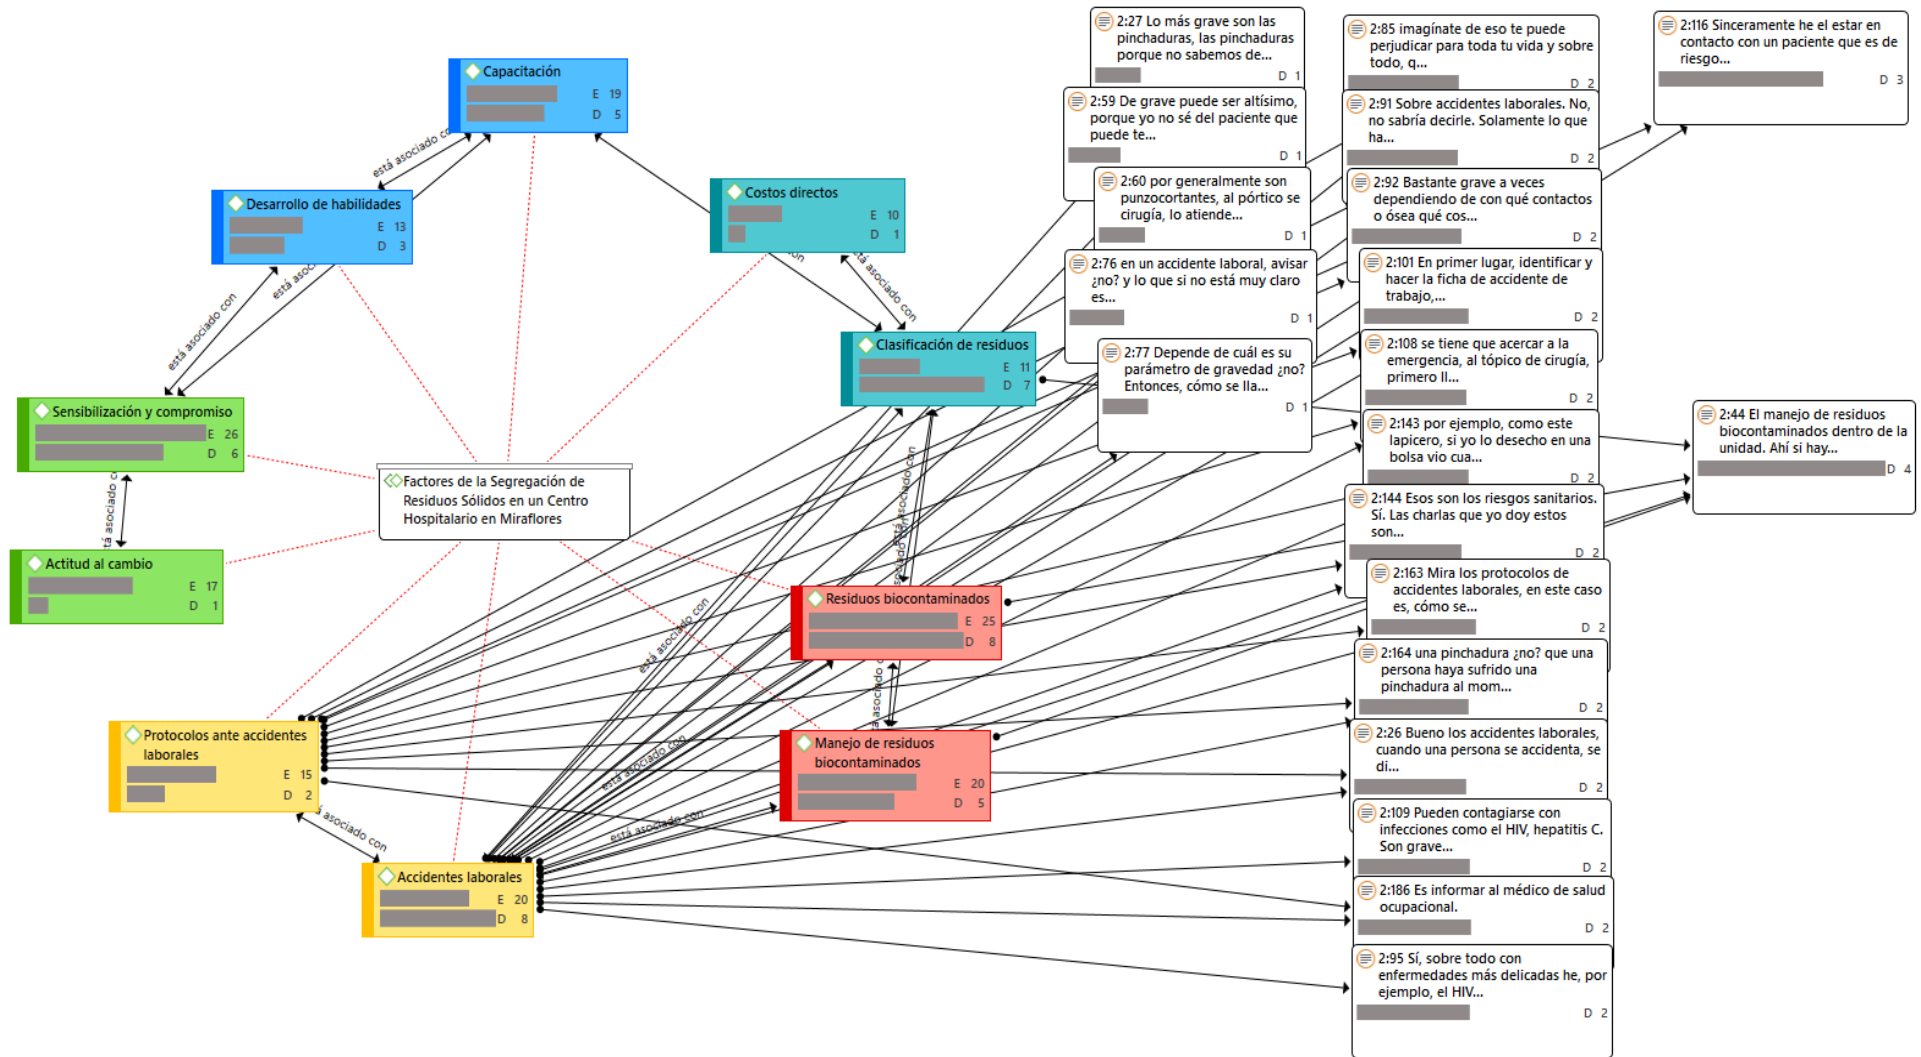 Capacitación
E 19
D 5
está asociado co
Desarrollo de habilidades
E 13
D 3
está asoci
está asociado con
Costos directos
E 10
D 1
está asociado con
Clasificación de residuos
E 11
D 7
Sensibilización y compromiso
E 26
D 6
Factores de la Segregación de
Residuos Sólidos en un Centro
Hospitalario en Miraflores
Actitud al cambio
E 17
D 1
está asociado con
Residuos biocontaminados
E 25
D 8
está asociado con
Protocolos ante accidentes
laborales
E 15
D 2
Manejo de residuos
biocontaminados
E 20
D 5
está asociado con
está asociado con
asociado con
Accidentes laborales
E 20
D 8
2:27 Lo más grave son las
pinchaduras, las pinchaduras
porque no sabemos de...
D 1
2:59 De grave puede ser altísimo,
porque yo no sé del paciente que
puede te...
D 1
2:60 por generalmente son
punzocortantes, al pórtico se
cirugía, lo atiende...
D 1
2:76 en un accidente laboral, avisar
¿no? y lo que si no está muy claro
es...
D 1
2:77 Depende de cuál es su
parámetro de gravedad ¿no?
Entonces, cómo se lla...
D 1
2:85 imagínate de eso te puede
perjudicar para toda tu vida y sobre
todo, q...
D 2
2:91 Sobre accidentes laborales. No,
no sabría decirle. Solamente lo que
ha...
D 2
2:92 Bastante grave a veces
dependiendo de con qué contactos
o ósea qué cos...
D 2
2:101 En primer lugar, identificar y
hacer la ficha de accidente de
trabajo,...
D 2
2:108 se tiene que acercar a la
emergencia, al tópico de cirugía,
primero ll...
D 2
2:143 por ejemplo, como este
lapicero, si yo lo desecho en una
bolsa vio cua...
D 2
2:144 Esos son los riesgos sanitarios.
Sí. Las charlas que yo doy estos
son...
D 2
2:163 Mira los protocolos de
accidentes laborales, en este caso
es, cómo se...
D 2
2:164 una pinchadura ¿no? que una
persona haya sufrido una
pinchadura al mom...
D 2
2:26 Bueno los accidentes laborales,
cuando una persona se accidenta, se
di...
D 2
2:109 Pueden contagiarse con
infecciones como el HIV, hepatitis C.
Son grave...
D 2
2:186 Es informar al médico de salud
ocupacional.
D 2
2:95 Sí, sobre todo con
enfermedades más delicadas he, por
ejemplo, el HIV...
D 2
2:116 Sinceramente he el estar en
contacto con un paciente que es de
riesgo...
D 3
2:44 El manejo de residuos
biocontaminados dentro de la
unidad. Ahí si hay...
D 4